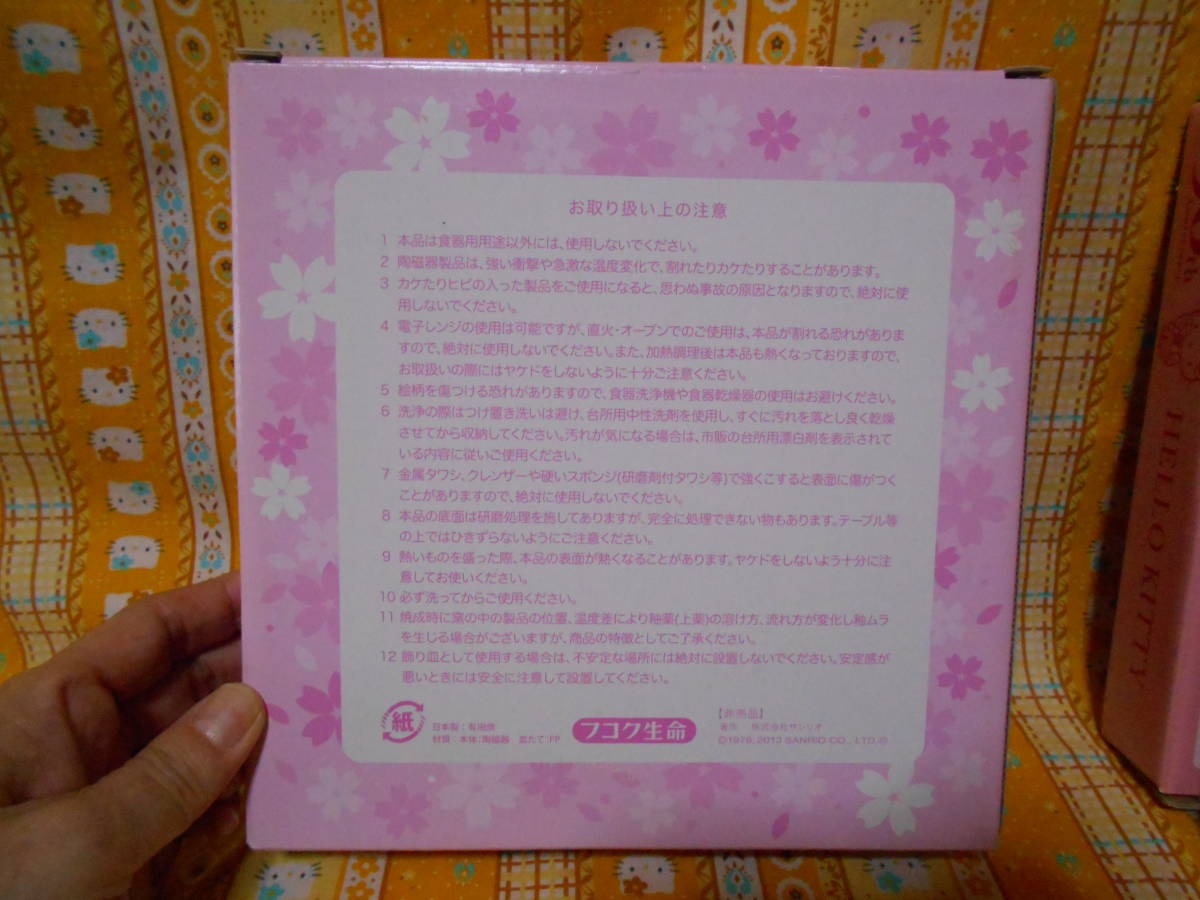 お取り扱い上の注意
1 本品は食器用用途以外には、使用しないでください。
2 陶磁器製品は、強い衝撃や急激な温度変化で、割れたりカケたりすることがあります。
3 カケたりヒビの入った製品をご使用になると、思わぬ事故の原因となりますので、絶対に使
用しないでください。
4 電子レンジの使用は可能ですが、直火・オーブンでのご使用は、本品が割れる恐れがありま
すので、絶対に使用しないでください。また、加熱調理後は本品も熱くなっておりますので、
お取扱いの際にはヤケドをしないように十分ご注意ください。
5 絵柄を傷つける恐れがありますので、食器洗浄機や食器乾燥器の使用はお避けください。
6 洗浄の際はつけ置き洗いは避け、台所用中性洗剤を使用し、すぐに汚れを落とし良く乾燥
させてから収納してください。汚れが気になる場合は、市販の台所用漂白剤を表示されて
いる内容に従いご使用ください。
7 金属タワシ、クレンザーや硬いスポンジ(研磨剤付タワシ等)で強くこすると表面に傷がつく
ことがありますので、絶対に使用しないでください。
8 本品の底面は研磨処理を施してありますが、完全に処理できない物もあります。テーブル等
の上ではひきずらないようにご注意ください。
9 熱いものを盛った際、本品の表面が熱くなることがあります。ヤケドをしないよう十分に注
意してお使いください。
10 必ず洗ってからご使用ください。
11 焼成時に窯の中の製品の位置、温度差により釉薬(上薬)の溶け方、流れ方が変化し釉ムラ
を生じる場合がございますが、商品の特徴としてご了承ください。
12 飾り皿として使用する場合は、不安定な場所には絶対に設置しないでください。安定感が
悪いときには安全に注意して設置してください。
紙
日本製:有田焼
材質:本体:陶磁器 皿たて:PP
フコク生命
【非売品】
著作 株式会社サンリオ
©1976, 2013 SANRIO CO., LTD.
HELLO KITTY